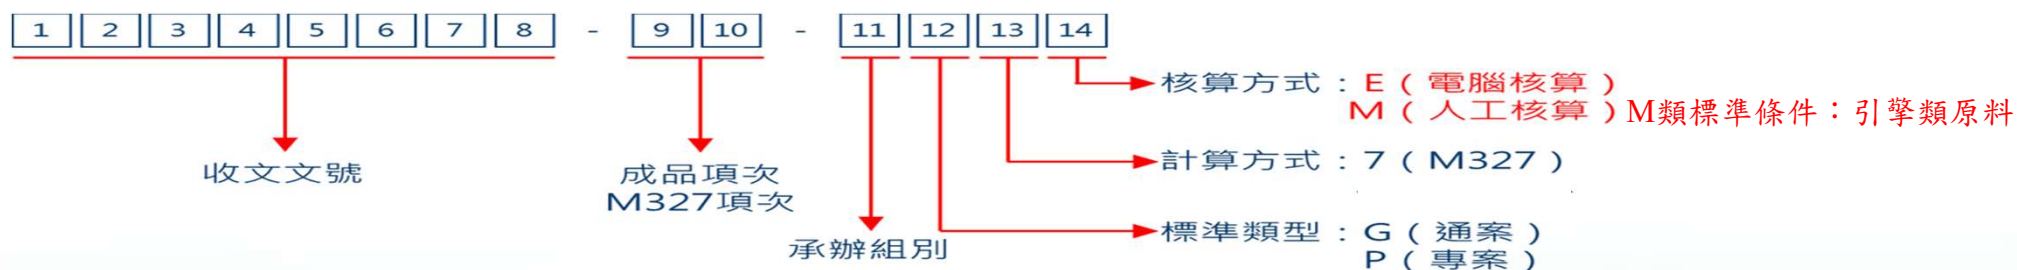 1 2 3 4 5 6 7 8 - 9 10 - 11 12 13 14
核算方式：E（電腦核算）
M（人工核算）M類標準條件：引擎類原料
計算方式：7（M327）
收文文號
成品項次
M327項次
標準類型：G（通案）
P（專案）
承辦組別